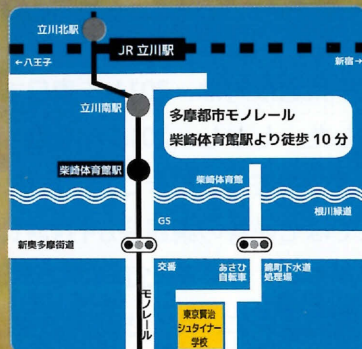 立川北駅
JR 立川駅
←八王子
新宿→
立川南駅
多摩都市モノレール
柴崎体育館駅より徒歩 10 分
柴崎体育館駅
柴崎体育館
根川緑道
GS
新奥多摩街道
交番
あさひ
自転車
錦町下水道
処理場
モノレール
東京賢治
シュタイナー
学校